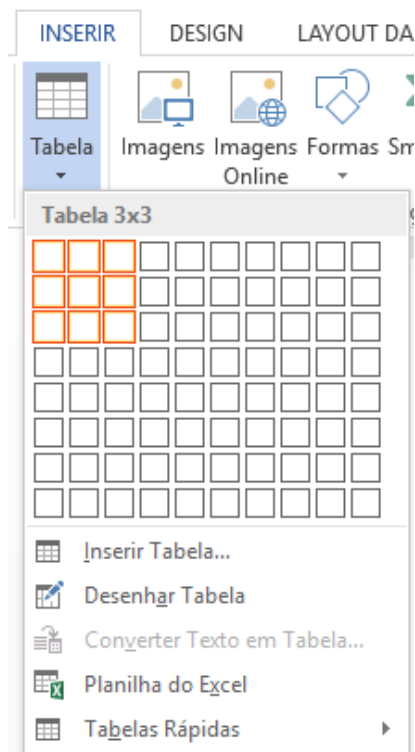 INSERIR DESIGN LAYOUT DA
Tabela Imagens Imagens Formas Sm
Online
Tabela 3x3
Inserir Tabela...
Desenhar Tabela
Converter Texto em Tabela...
Planilha do Excel
Tabelas Rápidas